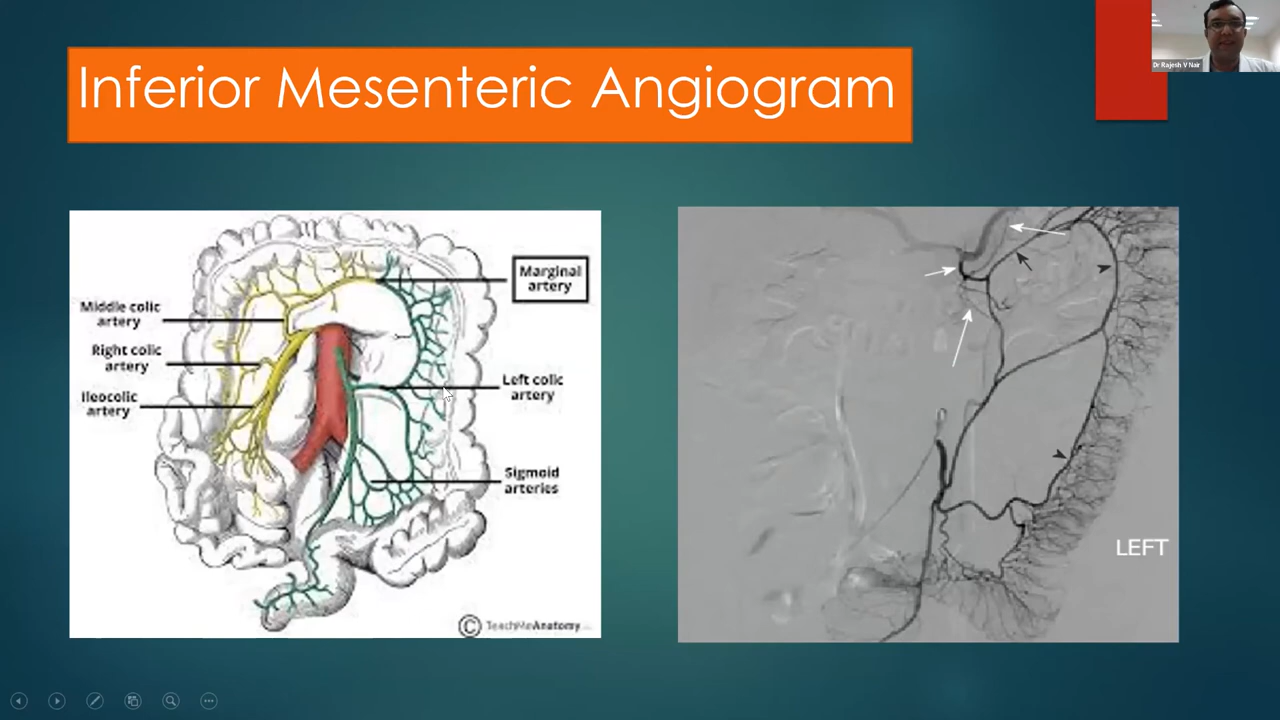 Inferior Mesenteric Angiogram
Dr Rajesh V Nair
Marginal
artery
Middle colic
artery
Right colic
artery
Ileocolic
artery
Left colic
artery
Sigmoid
arteries
© TeachMeAnatomy
LEFT